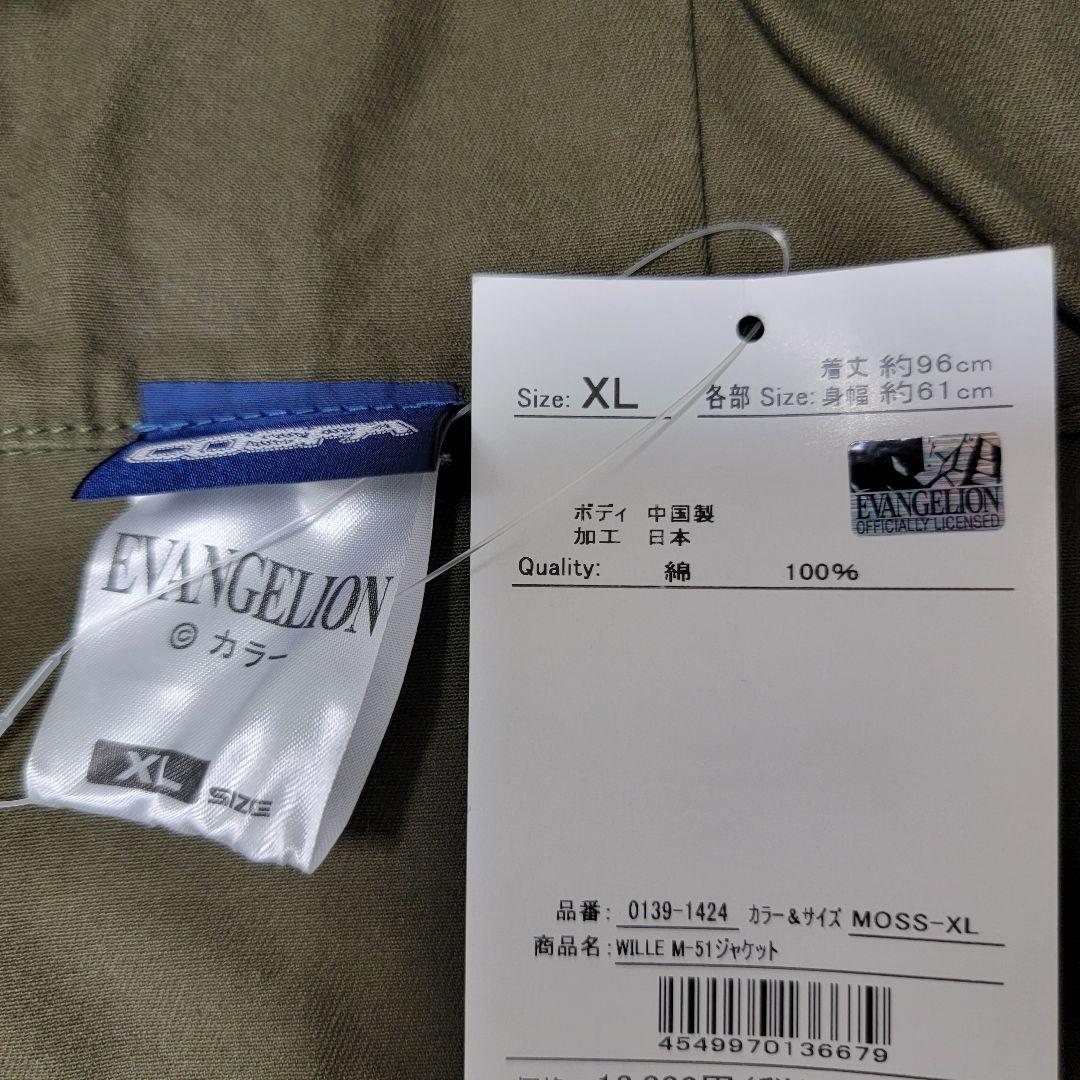 COSPA
EVANGELION
© カラー
XL SIZE
Size: XL
各部 Size: 着丈 約96cm
身幅 約61cm
EVANGELION
OFFICIALLY LICENSED
ボディ 中国製
加工 日本
Quality: 綿 100%
品番: 0139-1424 カラー&サイズ MOSS-XL
商品名: WILLE M-51ジャケット
4549970136679